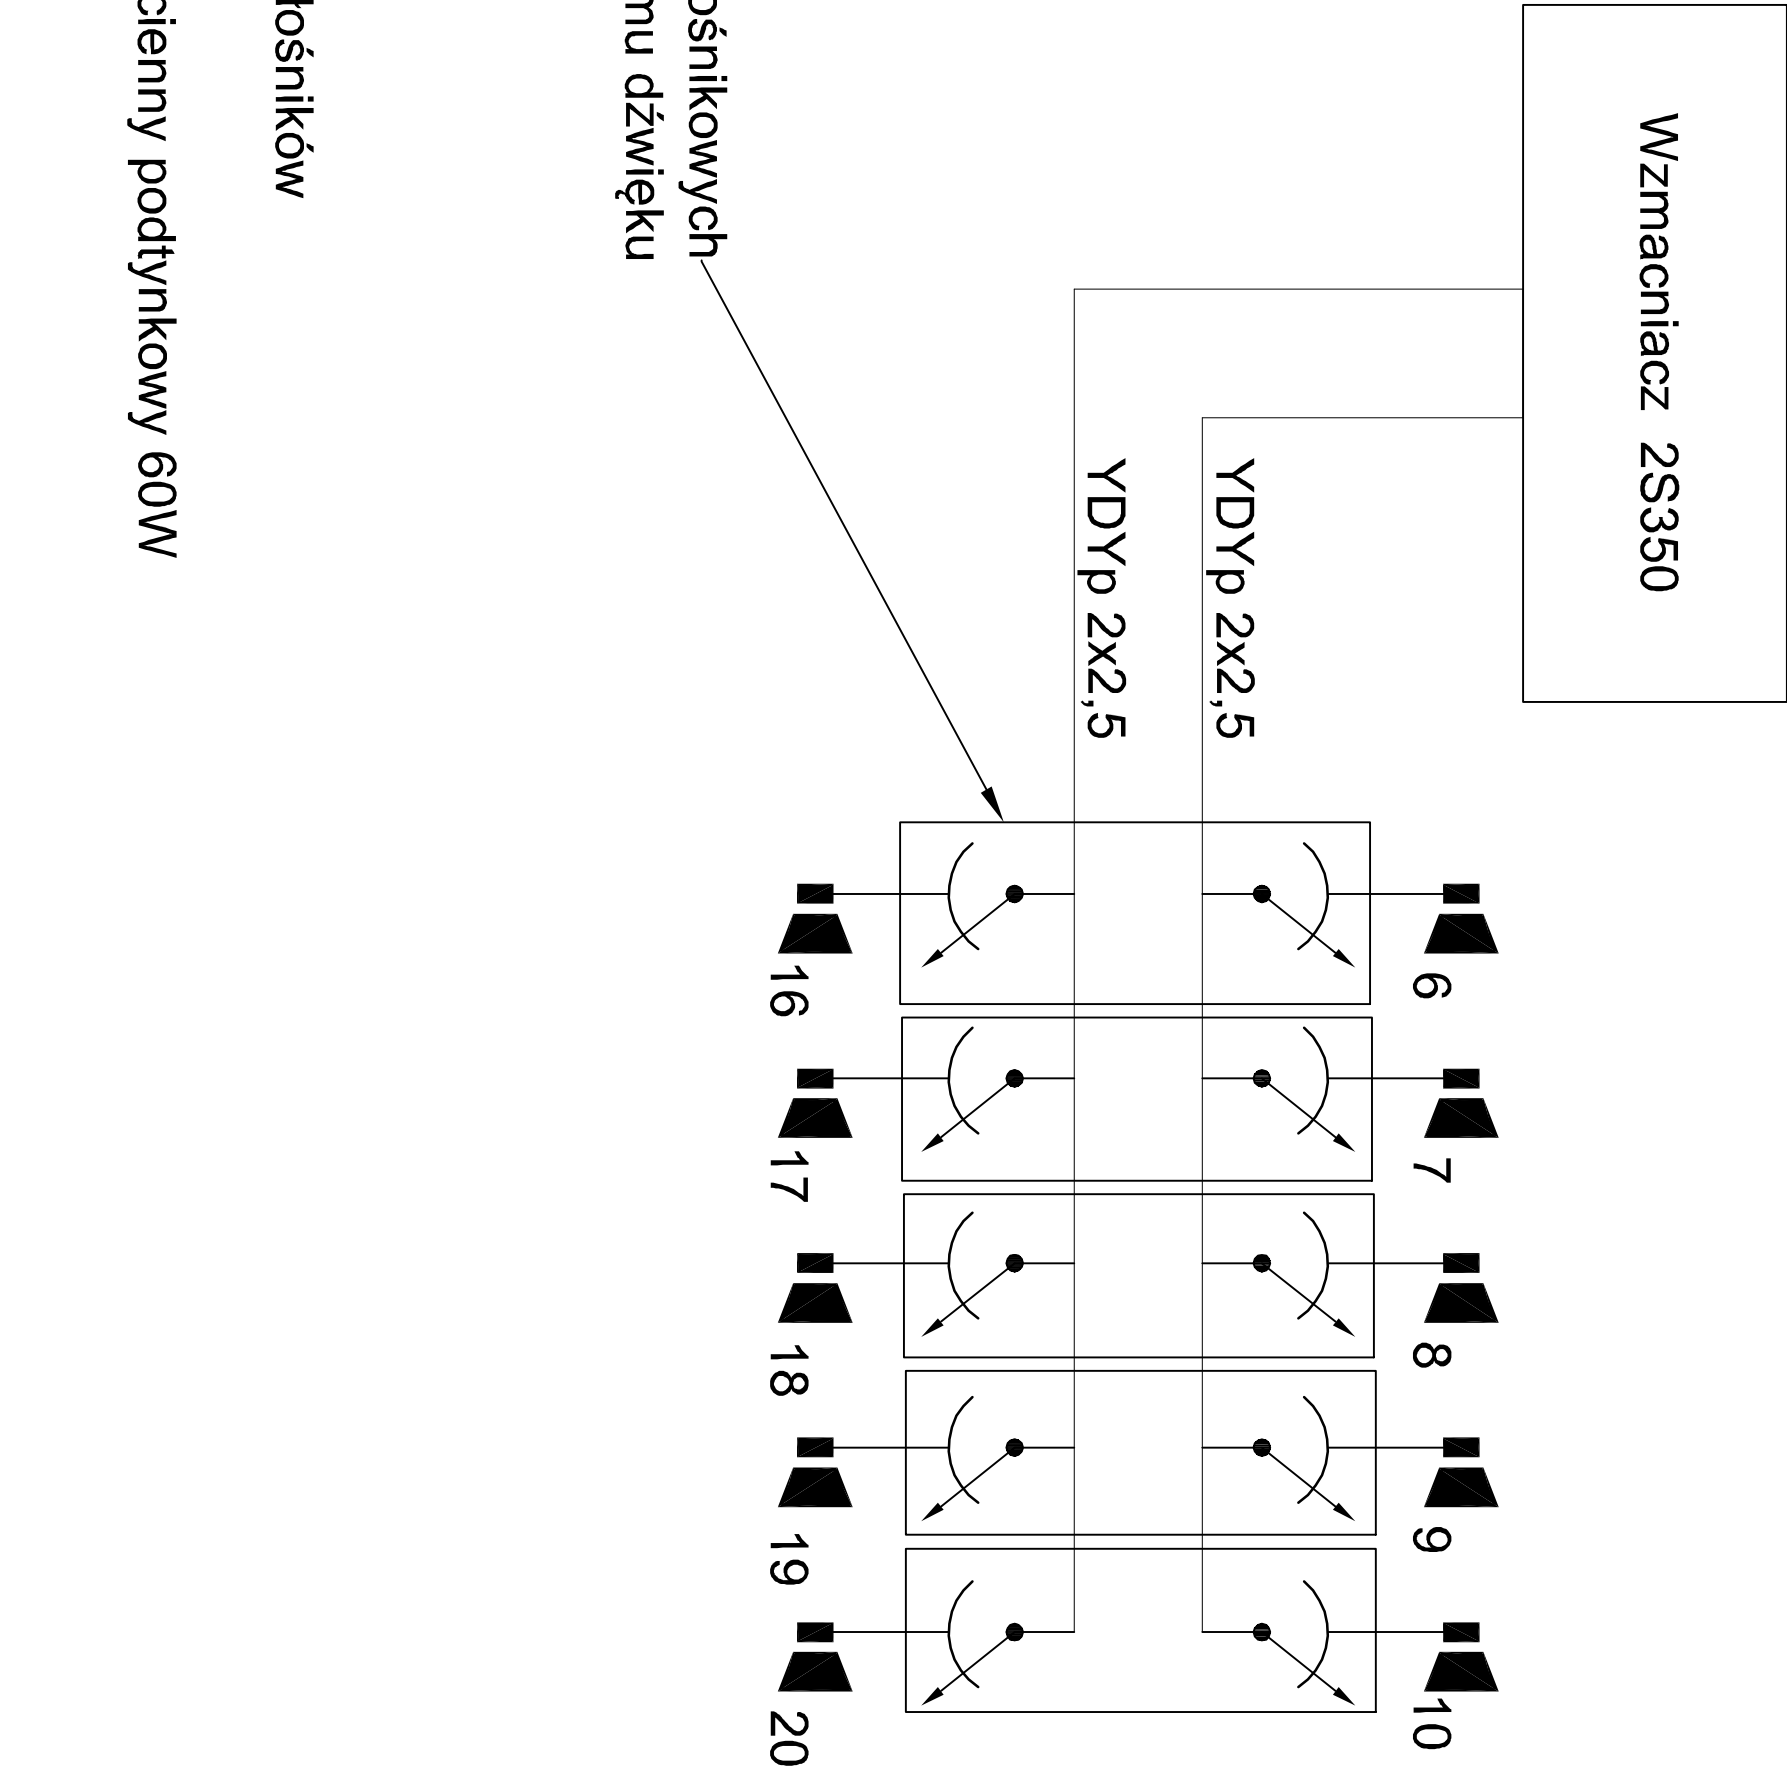 Wzmacniacz 2S350
YDYp 2x2,5
YDYp 2x2,5
6
7
8
9
10
16
17
18
19
20
ośnikowych
mu dźwięku
łośników
cienny podtynkowy 60W